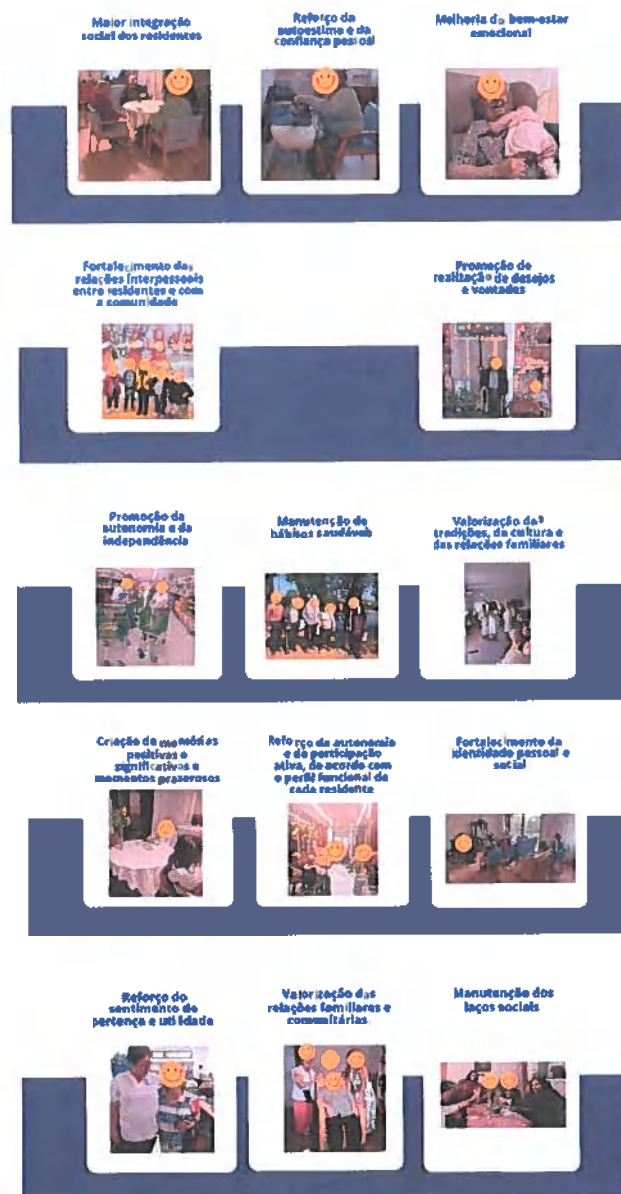 Maior integração
social dos residentes
Reforço da
autoestima e da
confiança pessoal
Melhoria do bem-estar
emocional
Fortalecimento das
relações interpessoais
entre residentes e com
a comunidade
Promoção de
realização de desejos
e vontades
Promoção da
autonomia e da
independência
Manutenção de
hábitos saudáveis
Valorização das
tradições, da cultura e
das relações familiares
Criação de memórias
positivas e
significativas e
momentos prazerosos
Reforço da autonomia
e da participação
ativa, de acordo com
o perfil funcional de
cada residente
Fortalecimento da
identidade pessoal e
social
Reforço do
sentimento de
pertença e utilidade
Valorização das
relações familiares e
comunitárias
Manutenção dos
laços sociais